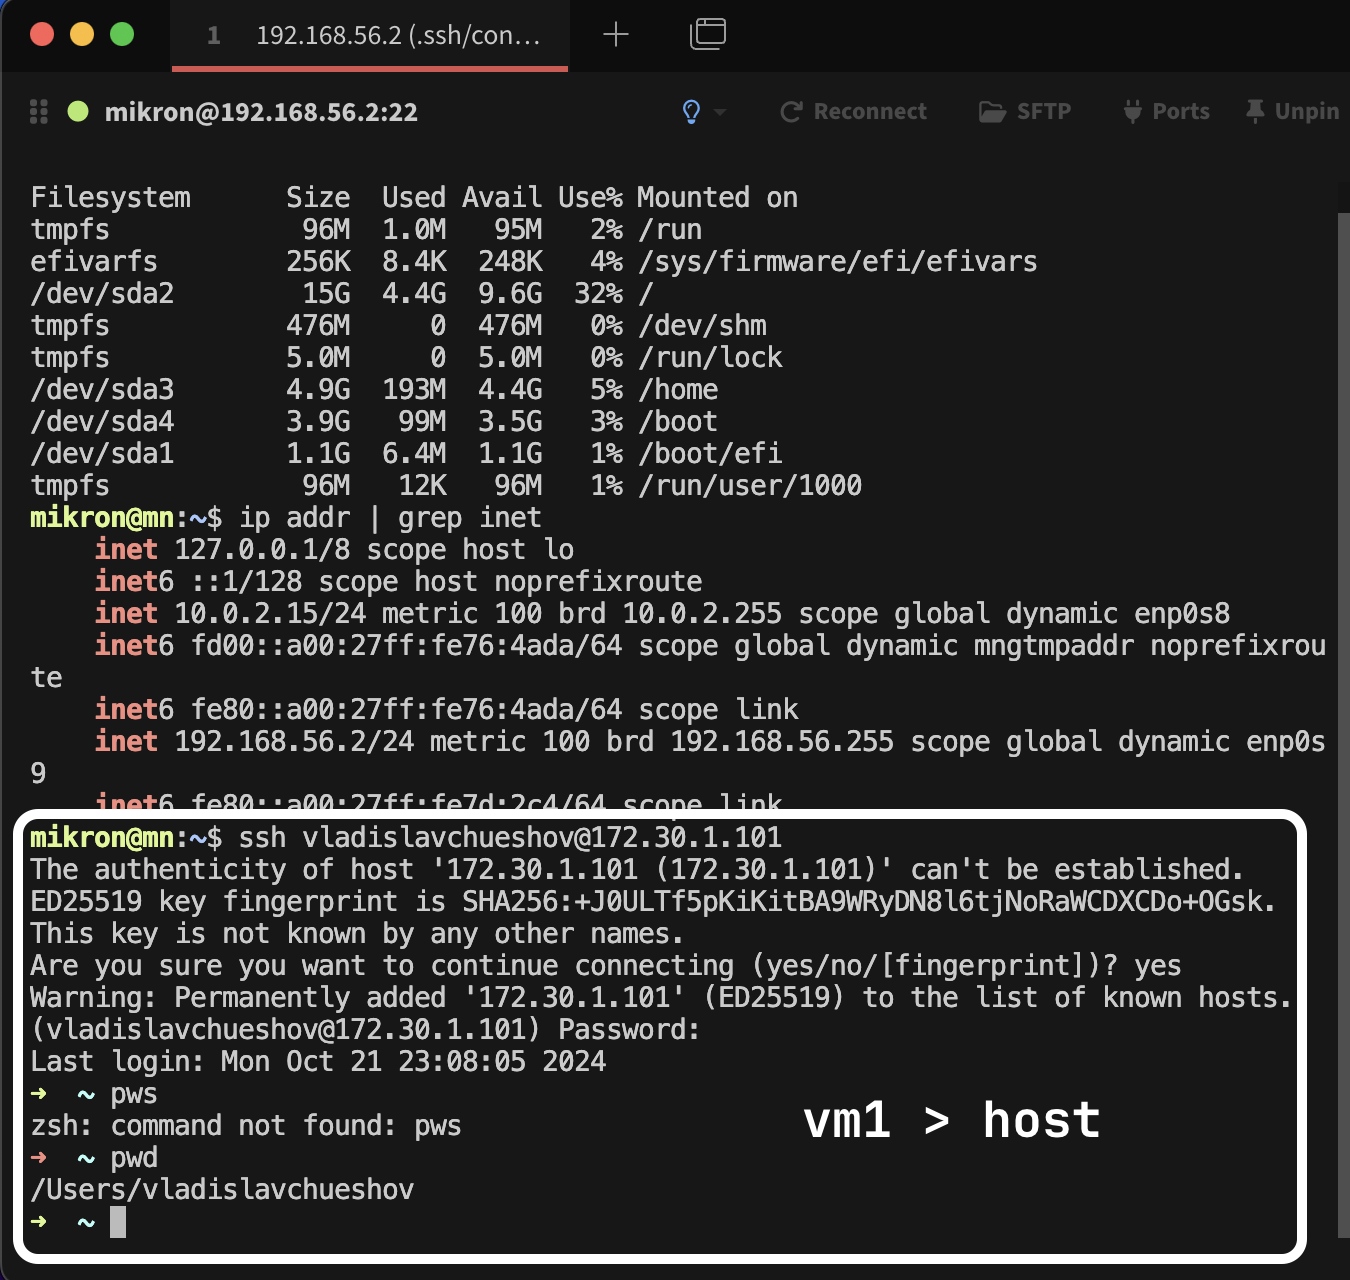 1 192.168.56.2 (.ssh/con…
mikron@192.168.56.2:22 Reconnect SFTP Ports Unpin
Filesystem Size Used Avail Use% Mounted on
tmpfs 96M 1.0M 95M 2% /run
efivarfs 256K 8.4K 248K 4% /sys/firmware/efi/efivars
/dev/sda2 15G 4.4G 9.6G 32% /
tmpfs 476M 0 476M 0% /dev/shm
tmpfs 5.0M 0 5.0M 0% /run/lock
/dev/sda3 4.9G 193M 4.4G 5% /home
/dev/sda4 3.9G 99M 3.5G 3% /boot
/dev/sda1 1.1G 6.4M 1.1G 1% /boot/efi
tmpfs 96M 12K 96M 1% /run/user/1000
mikron@mn:~$ ip addr | grep inet
inet 127.0.0.1/8 scope host lo
inet6 ::1/128 scope host noprefixroute
inet 10.0.2.15/24 metric 100 brd 10.0.2.255 scope global dynamic enp0s8
inet6 fd00::a00:27ff:fe76:4ada/64 scope global dynamic mngtmpaddr noprefixrou
te
inet6 fe80::a00:27ff:fe76:4ada/64 scope link
inet 192.168.56.2/24 metric 100 brd 192.168.56.255 scope global dynamic enp0s
9
inet6 fe80::a00:27ff:fe7d:2c4/64 scope link
mikron@mn:~$ ssh vladislavchueshov@172.30.1.101
The authenticity of host '172.30.1.101 (172.30.1.101)' can't be established.
ED25519 key fingerprint is SHA256:+J0ULTf5pKiKitBA9WRyDN8l6tjNoRaWCDXCDo+OGsk.
This key is not known by any other names.
Are you sure you want to continue connecting (yes/no/[fingerprint])? yes
Warning: Permanently added '172.30.1.101' (ED25519) to the list of known hosts.
(vladislavchueshov@172.30.1.101) Password:
Last login: Mon Oct 21 23:08:05 2024
→ ~ pws
zsh: command not found: pws
vm1 > host
→ ~ pwd
/Users/vladislavchueshov
→ ~